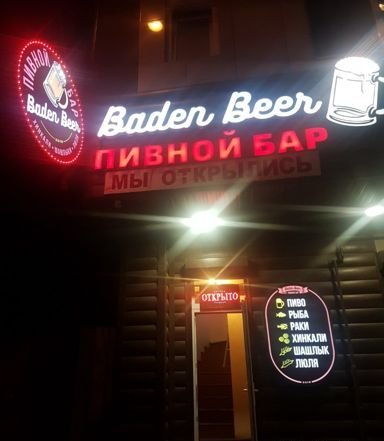 ПИВНОЙ БАР
Baden Beer
Baden Beer
ПИВНОЙ БАР
МЫ ОТКРЫЛИСЬ
ОТКРЫТО
ПИВО
РЫБА
РАКИ
ХИНКАЛИ
ШАШЛЫК
ЛЮЛЯ